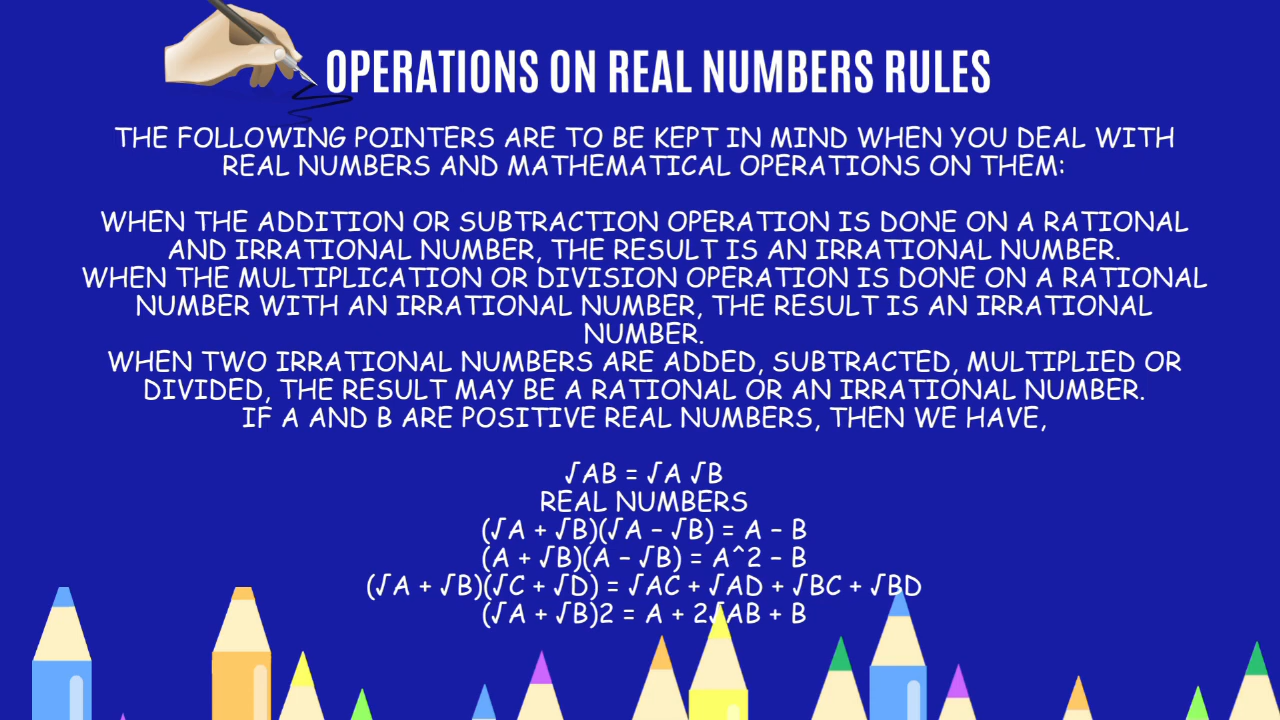 OPERATIONS ON REAL NUMBERS RULES
THE FOLLOWING POINTERS ARE TO BE KEPT IN MIND WHEN YOU DEAL WITH
REAL NUMBERS AND MATHEMATICAL OPERATIONS ON THEM:
WHEN THE ADDITION OR SUBTRACTION OPERATION IS DONE ON A RATIONAL
AND IRRATIONAL NUMBER, THE RESULT IS AN IRRATIONAL NUMBER.
WHEN THE MULTIPLICATION OR DIVISION OPERATION IS DONE ON A RATIONAL
NUMBER WITH AN IRRATIONAL NUMBER, THE RESULT IS AN IRRATIONAL
NUMBER.
WHEN TWO IRRATIONAL NUMBERS ARE ADDED, SUBTRACTED, MULTIPLIED OR
DIVIDED, THE RESULT MAY BE A RATIONAL OR AN IRRATIONAL NUMBER.
IF A AND B ARE POSITIVE REAL NUMBERS, THEN WE HAVE,
√AB = √A √B
REAL NUMBERS
(√A + √B)(√A − √B) = A − B
(A + √B)(A − √B) = A^2 − B
(√A + √B)(√C + √D) = √AC + √AD + √BC + √BD
(√A + √B)2 = A + 2√AB + B